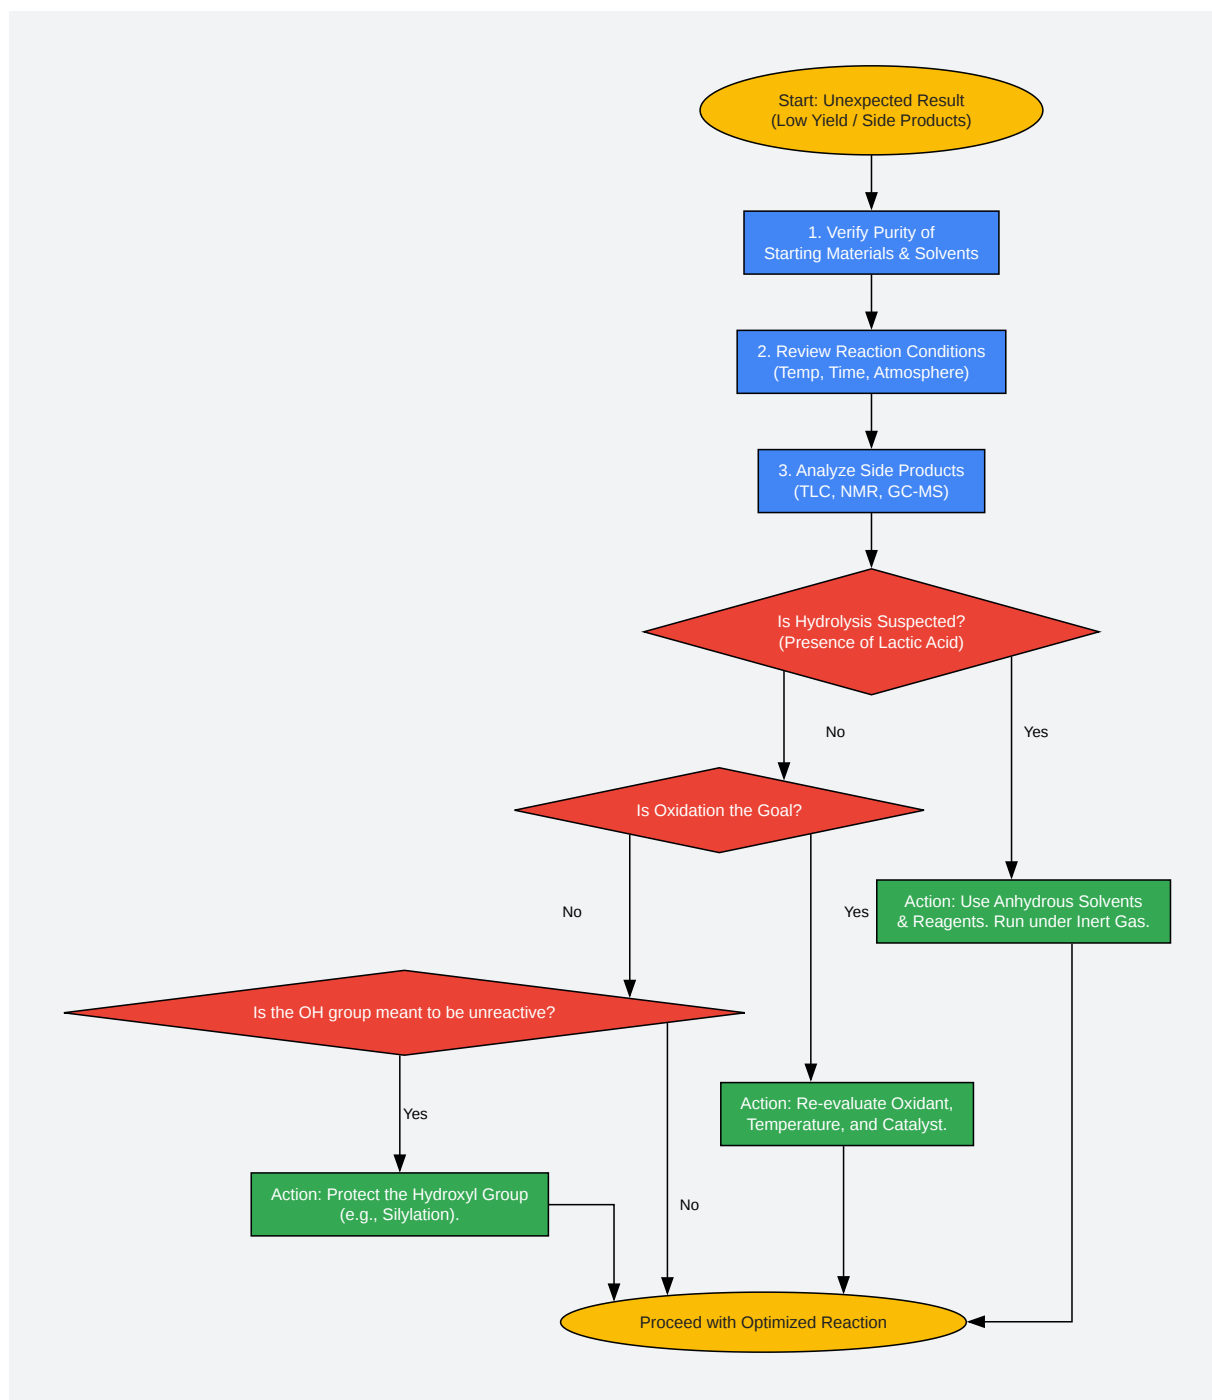 Start: Unexpected Result
(Low Yield / Side Products)
1. Verify Purity of
Starting Materials & Solvents
2. Review Reaction Conditions
(Temp, Time, Atmosphere)
3. Analyze Side Products
(TLC, NMR, GC-MS)
Is Hydrolysis Suspected?
(Presence of Lactic Acid)
No
Yes
Is Oxidation the Goal?
No
Yes
Action: Use Anhydrous Solvents
& Reagents. Run under Inert Gas.
Is the OH group meant to be unreactive?
Yes
Action: Re-evaluate Oxidant,
Temperature, and Catalyst.
Action: Protect the Hydroxyl Group
(e.g., Silylation).
No
Proceed with Optimized Reaction